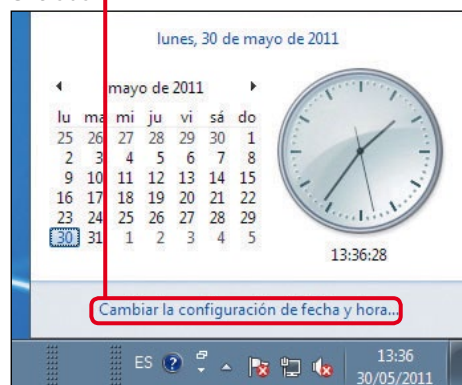 lunes, 30 de mayo de 2011
mayo de 2011
lu ma mi ju vi sá do
25 26 27 28 29 30 1
2 3 4 5 6 7 8
9 10 11 12 13 14 15
16 17 18 19 20 21 22
23 24 25 26 27 28 29
30 31 1 2 3 4 5
13:36:28
Cambiar la configuración de fecha y hora...
ES
13:36
30/05/2011